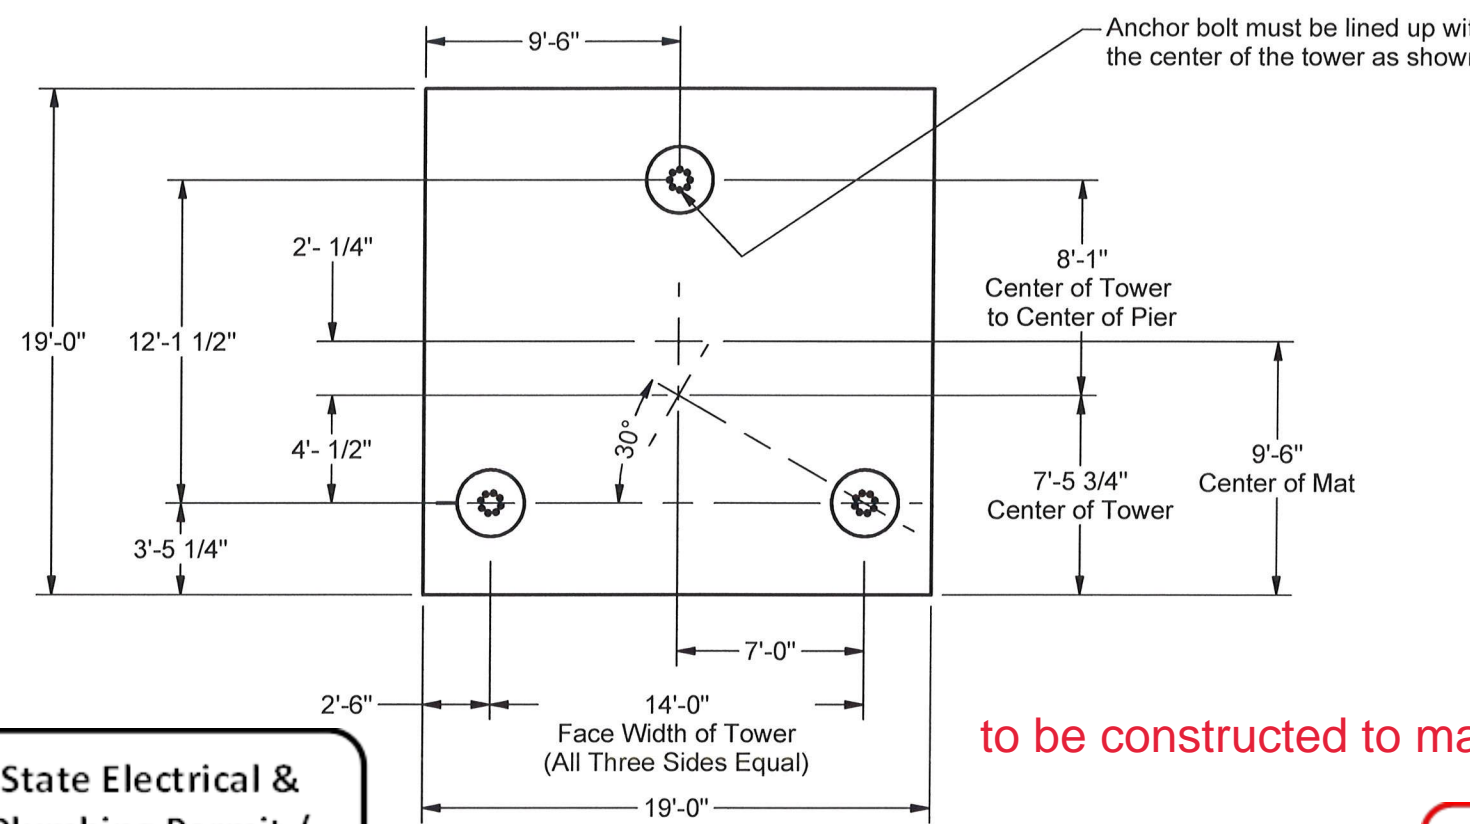 9'-6"
Anchor bolt must be lined up
the center of the tower as shown
2'- 1/4"
8'-1"
Center of Tower
to Center of Pier
19'-0"
12'-1 1/2"
4'- 1/2"
30°
9'-6"
Center of Mat
7'-5 3/4"
Center of Tower
3'-5 1/4"
7'-0"
2'-6"
14'-0"
Face Width of Tower
(All Three Sides Equal)
to be constructed to
State Electrical &
19'-0"